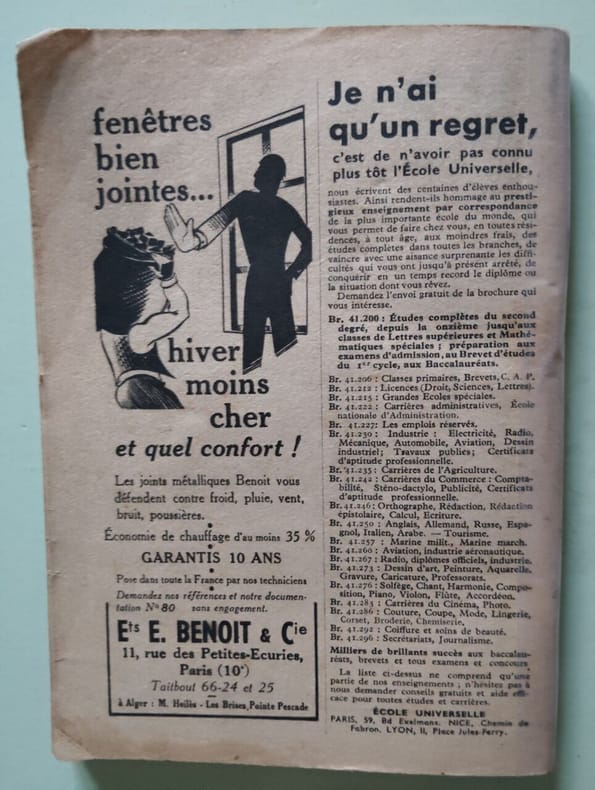 fenêtres
bien
jointes...
hiver
moins
cher
et quel confort !
Les joints métalliques Benoit vous
défendent contre froid, pluie, vent,
bruit, poussières.
Économie de chauffage d'au moins 35 %
GARANTIS 10 ANS
Pose dans toute la France par nos techniciens
Demandez nos références et notre documen-
tation N° 80 sans engagement.
Ets E. BENOIT & Cie
11, rue des Petites-Ecuries,
Paris (10e)
Taitbout 66-24 et 25
à Alger : M. Heilès - Les Brises, Pointe Pescade
Je n'ai
qu'un regret,
c'est de n'avoir pas connu
plus tôt l'École Universelle,
nous écrivent des centaines d'élèves enthou-
siastes. Ainsi rendent-ils hommage au presti-
gieux enseignement par correspondance
de la plus importante école du monde, qui
vous permet de faire chez vous, en toutes rési-
dences, à tout âge, aux moindres frais, des
études complètes dans toutes les branches, de
vaincre avec une aisance surprenante les diffi-
cultés qui vous ont jusqu'à présent arrêté, de
conquérir en un temps record le diplôme ou
la situation dont vous rêvez.
Demandez l'envoi gratuit de la brochure qui
vous intéresse.
Br. 41.200 : Études complètes du second
degré, depuis la onzième jusqu'aux
classes de Lettres supérieures et Mathé-
matiques spéciales ; préparation aux
examens d'admission, au Brevet d'études
du 1er cycle, aux Baccalauréats.
Br. 41.206 : Classes primaires, Brevets, C. A. P.
Br. 41.212 : Licences (Droit, Sciences, Lettres).
Br. 41.215 : Grandes Écoles spéciales.
Br. 41.222 : Carrières administratives, École
nationale d'Administration.
Br. 41.227: Les emplois réservés.
Br. 41.230 : Industrie : Electricité, Radio,
Mécanique, Automobile, Aviation, Dessin
industriel; Travaux publics; Certificats
d'aptitude professionnelle.
Br. 41.235 : Carrières de l'Agriculture.
Br. 41.242 : Carrières du Commerce : Compta-
bilité, Sténo-dactylo, Publicité, Certificats
d'aptitude professionnelle.
Br. 41.246 : Orthographe, Rédaction, Rédaction
épistolaire, Calcul, Ecriture.
Br. 41.250 : Anglais, Allemand, Russe, Espa-
gnol, Italien, Arabe. — Tourisme.
Br. 41.257 : Marine milit., Marine march.
Br. 41.260 : Aviation, industrie aéronautique.
Br. 41.267 : Radio, diplômes officiels, industrie.
Br. 41.273 : Dessin d'art, Peinture, Aquarelle,
Gravure, Caricature, Professorats.
Br. 41.276 : Solfège, Chant, Harmonie, Compo-
sition, Piano, Violon, Flûte, Accordéon.
Br. 41.283 : Carrières du Cinéma, Photo.
Br. 41.286 : Couture, Coupe, Mode, Lingerie,
Corset, Broderie, Chemiserie.
Br. 41.292 : Coiffure et soins de beauté.
Br. 41.296 : Secrétariats, Journalisme.
Milliers de brillants succès aux baccalau-
réats, brevets et tous examens et concours
La liste ci-dessus ne comprend qu'une
partie de nos enseignements ; n'hésitez pas à
nous demander conseils gratuits et aide effi-
cace pour toutes études et carrières.
ÉCOLE UNIVERSELLE
PARIS, 59, Bd Exelmans. NICE, Chemin de
Fabron. LYON, 11, Place Jules-Ferry.